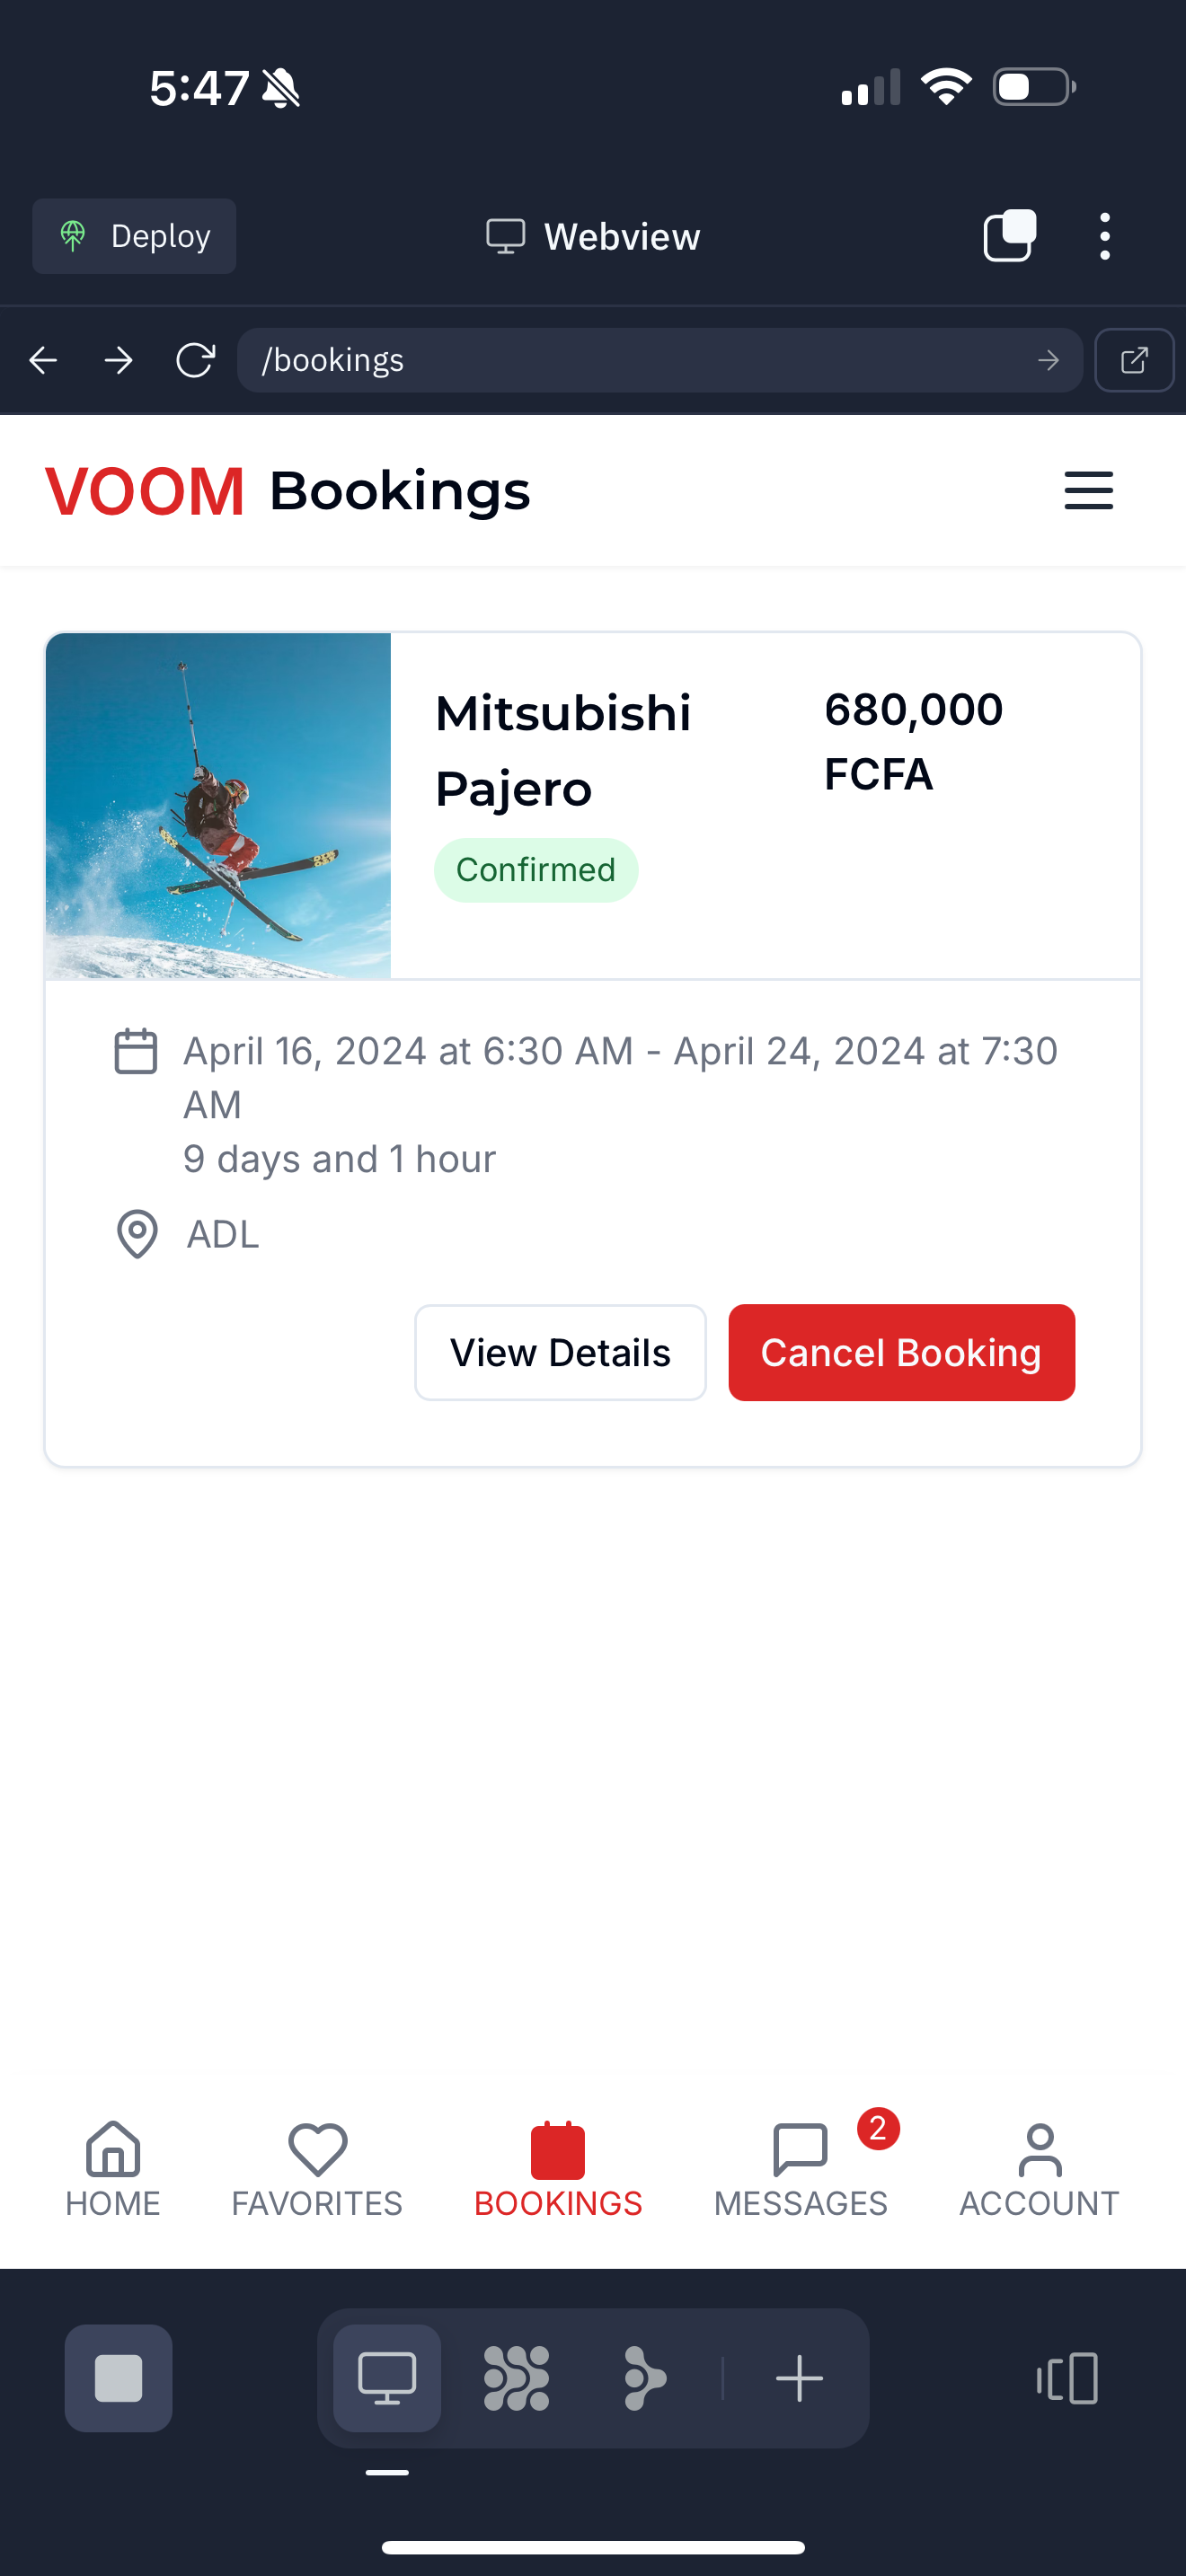 5:47
Deploy
Webview
/bookings
VOOM Bookings
Mitsubishi
Pajero
680,000
FCFA
Confirmed
April 16, 2024 at 6:30 AM - April 24, 2024 at 7:30
AM
9 days and 1 hour
ADL
View Details
Cancel Booking
2
HOME
FAVORITES
BOOKINGS
MESSAGES
ACCOUNT